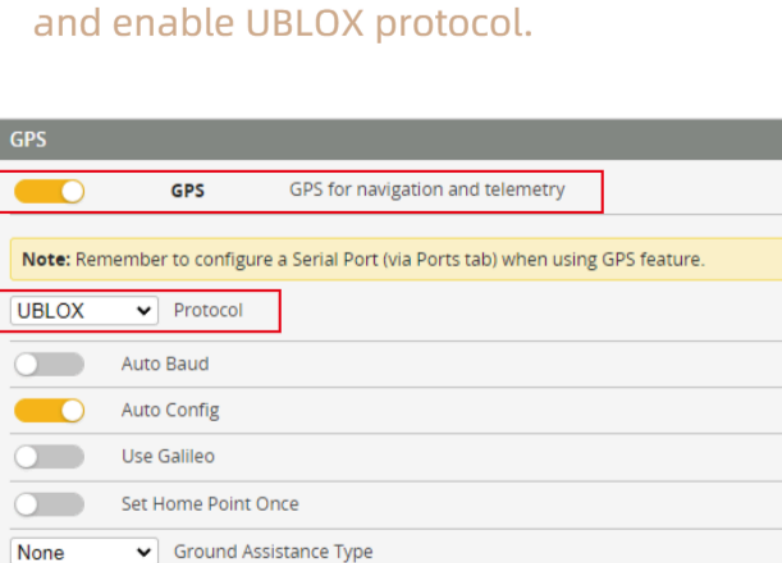 and enable UBLOX protocol.
GPS
GPS GPS for navigation and telemetry
Note: Remember to configure a Serial Port (via Ports tab) when using GPS feature.
UBLOX Protocol
Auto Baud
Auto Config
Use Galileo
Set Home Point Once
None Ground Assistance Type